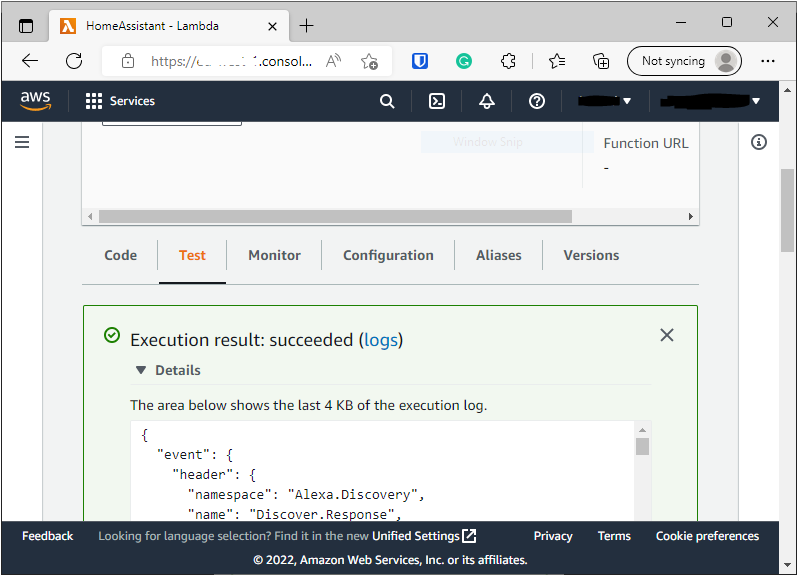 HomeAssistant - Lambda
.consol...
Not syncing
aws
Services
Window Snip
Function URL
-
Code
Test
Monitor
Configuration
Aliases
Versions
Execution result: succeeded (logs)
Details
The area below shows the last 4 KB of the execution log.
{
"event": {
"header": {
"namespace": "Alexa.Discovery",
"name": "Discover.Response",
Feedback
Looking for language selection? Find it in the new Unified Settings
Privacy
Terms
Cookie preferences
© 2022, Amazon Web Services, Inc. or its affiliates.